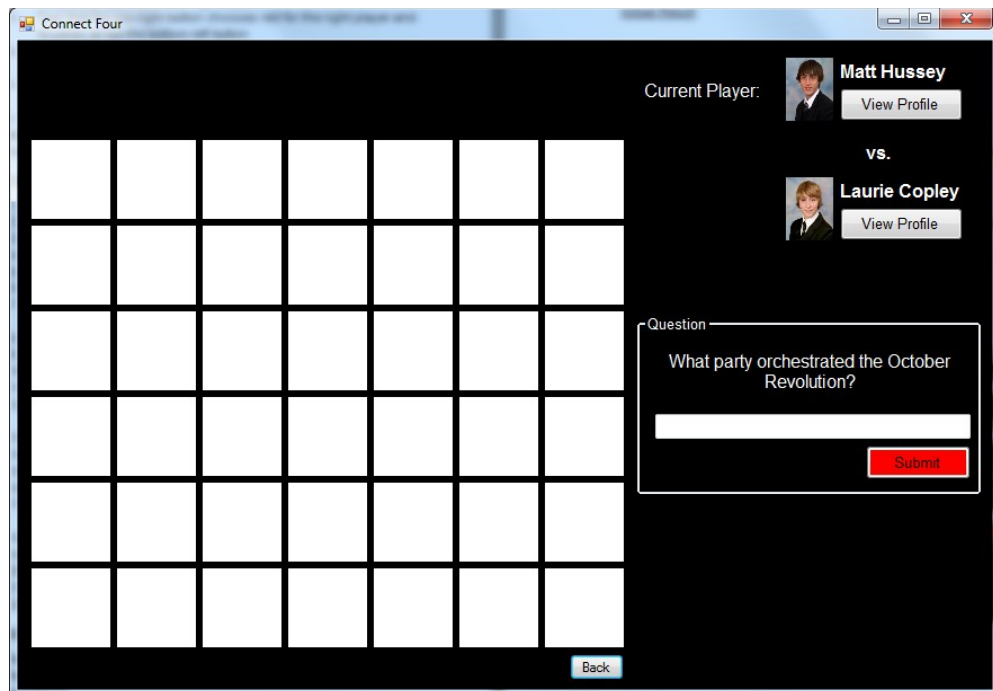 Connect Four
Current Player:
Matt Hussey
View Profile
vs.
Laurie Copley
View Profile
Question
What party orchestrated the October
Revolution?
Submit
Back